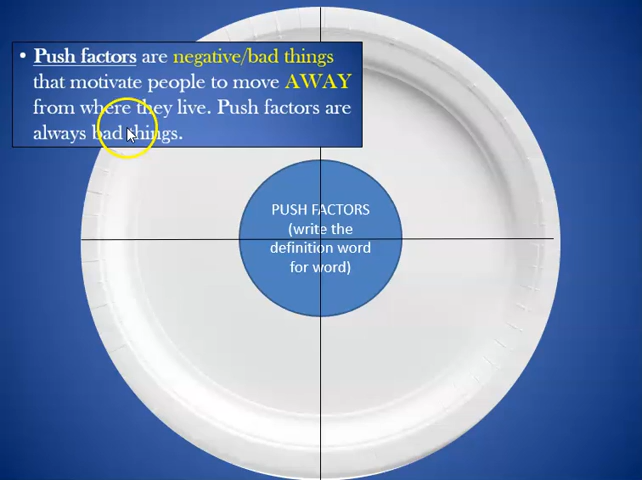 • Push factors are negative/bad things
that motivate people to move AWAY
from where they live. Push factors are
always bad things.
PUSH FACTORS
(write the
definition word
for word)